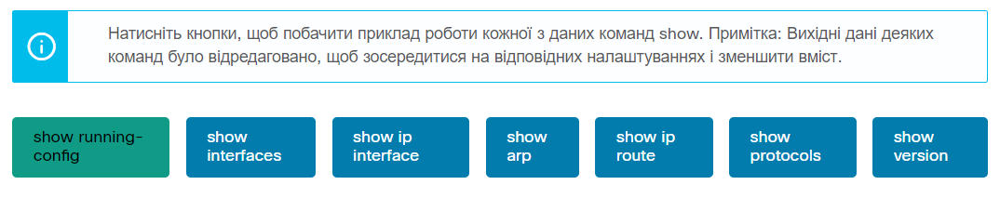 Натисніть кнопки, щоб побачити приклад роботи кожної з даних команд show. Примітка: Вихідні дані деяких
команд було відредаговано, щоб зосередитися на відповідних налаштуваннях і зменшити вміст.
show running-
config
show
interfaces
show ip
interface
show
arp
show ip
route
show
protocols
show
version